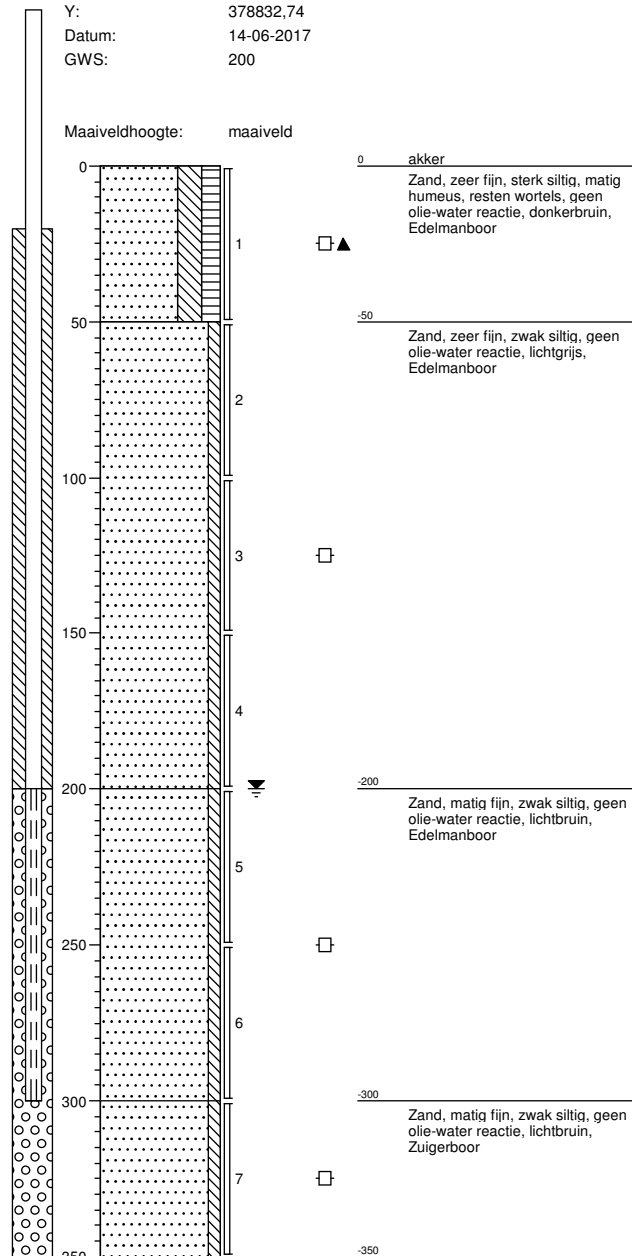 Y: 378832,74
Datum: 14-06-2017
GWS: 200
Maaiveldhoogte: maaiveld
0
0 akker
Zand, zeer fijn, sterk siltig, matig
humeus, resten wortels, geen
olie-water reactie, donkerbruin,
Edelmanboor
1
50
-50
Zand, zeer fijn, zwak siltig, geen
olie-water reactie, lichtgrijs,
Edelmanboor
2
100
3
150
4
200
-200
Zand, matig fijn, zwak siltig, geen
olie-water reactie, lichtbruin,
Edelmanboor
5
250
6
300
-300
Zand, matig fijn, zwak siltig, geen
olie-water reactie, lichtbruin,
Zuigerboor
7
350
-350